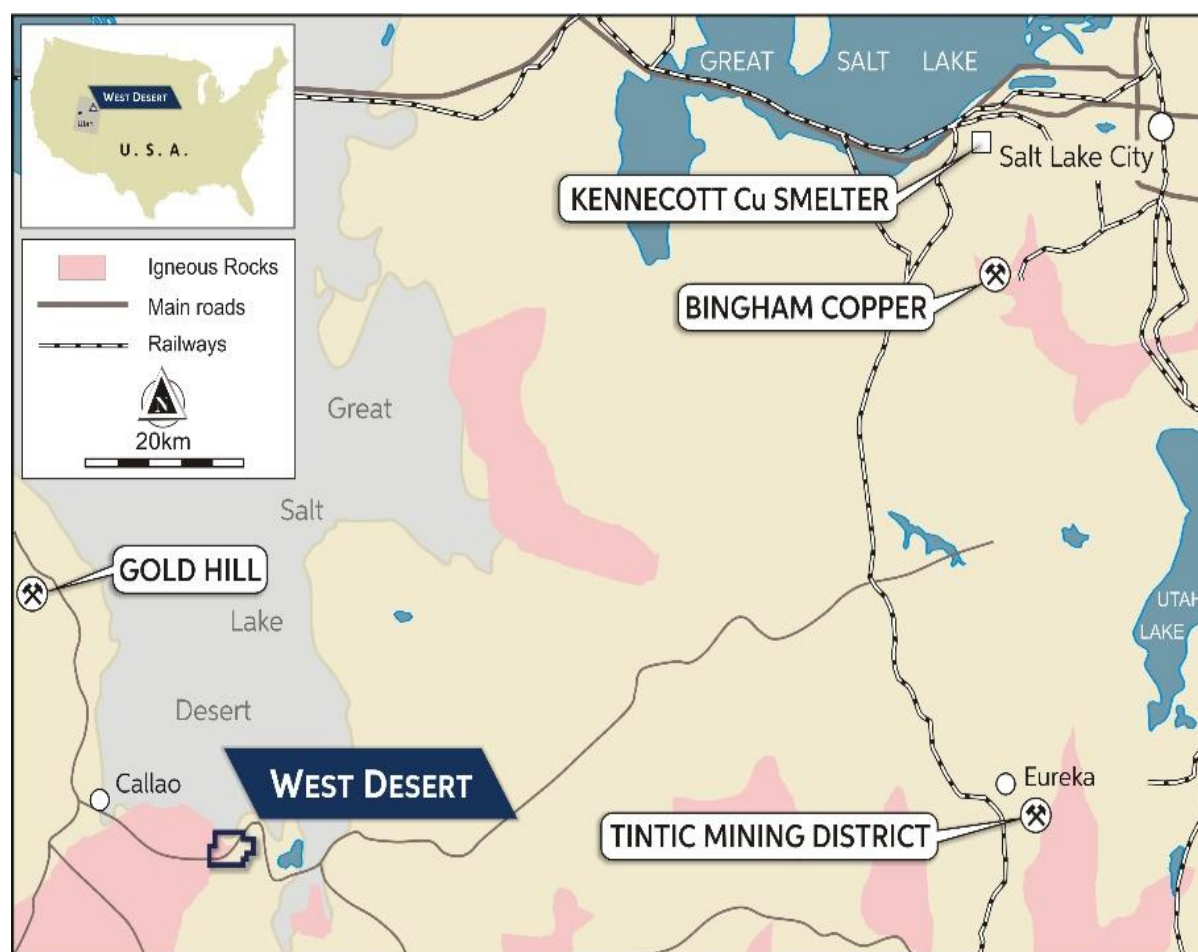 WEST DESERT
Utah
U. S. A.
Igneous Rocks
Main roads
Railways
N
20km
GREAT SALT LAKE
Salt Lake City
KENNECOTT Cu SMELTER
BINGHAM COPPER
Great
Salt
Lake
Desert
GOLD HILL
UTAH
LAKE
Callao
WEST DESERT
Eureka
TINTIC MINING DISTRICT